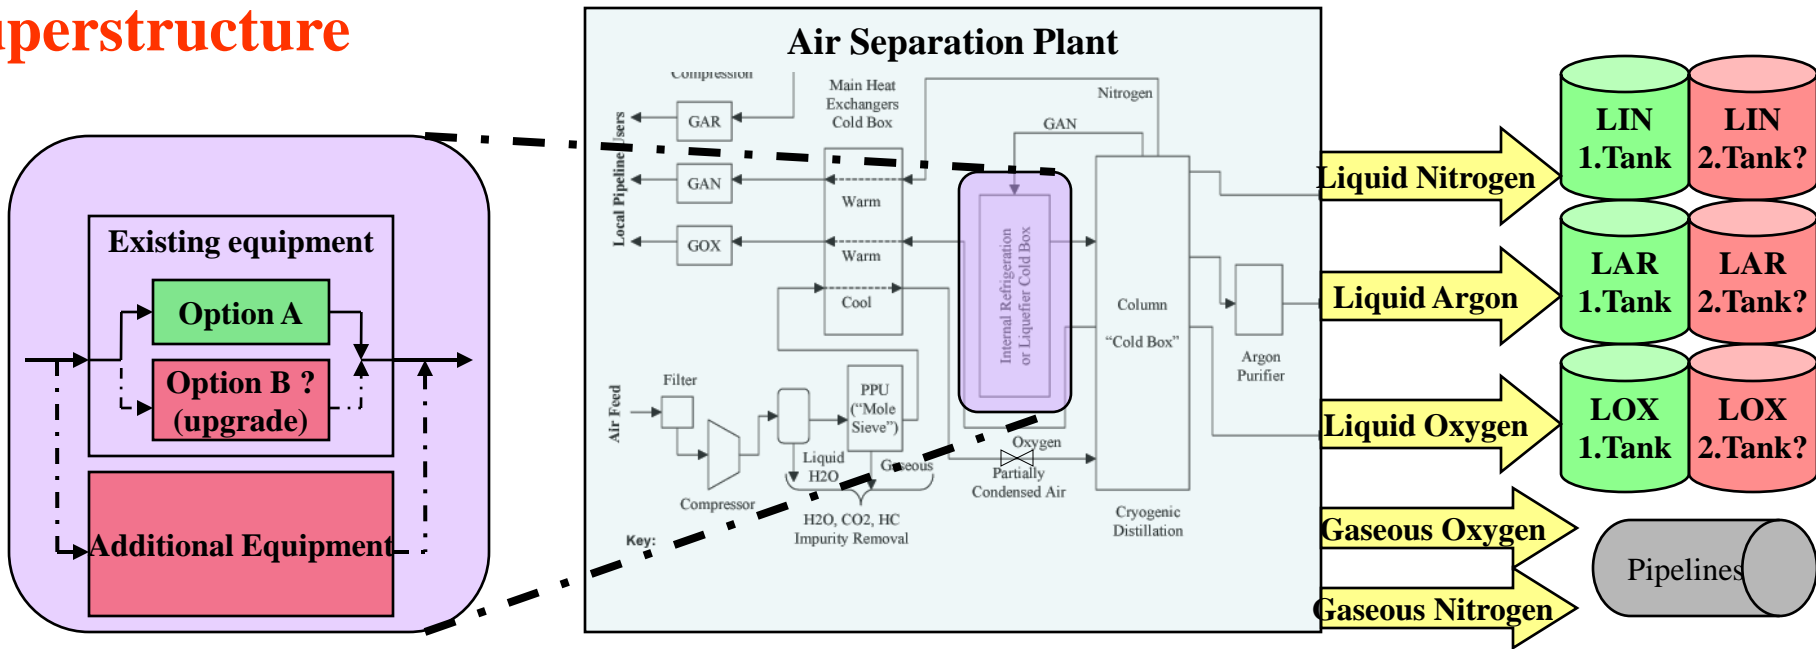 uperstructure
Existing equipment
Option A
Option B ?
(upgrade)
Additional Equipment
Air Separation Plant
Compression
Main Heat
Exchangers
Cold Box
Nitrogen
GAN
Local Pipeline Users
GAR
GAN
GOX
Warm
Warm
Cool
Internal Refrigeration
or Liquefier Cold Box
Column
“Cold Box”
Argon
Purifier
Air Feed
Filter
PPU
(“Mole
Sieve”)
Compressor
Liquid
H2O
Gaseous
Oxygen
Partially
Condensed Air
H2O, CO2, HC
Impurity Removal
Cryogenic
Distillation
Key:
Liquid Nitrogen
Liquid Argon
Liquid Oxygen
Gaseous Oxygen
Gaseous Nitrogen
LIN
1.Tank
LIN
2.Tank?
LAR
1.Tank
LAR
2.Tank?
LOX
1.Tank
LOX
2.Tank?
Pipelines